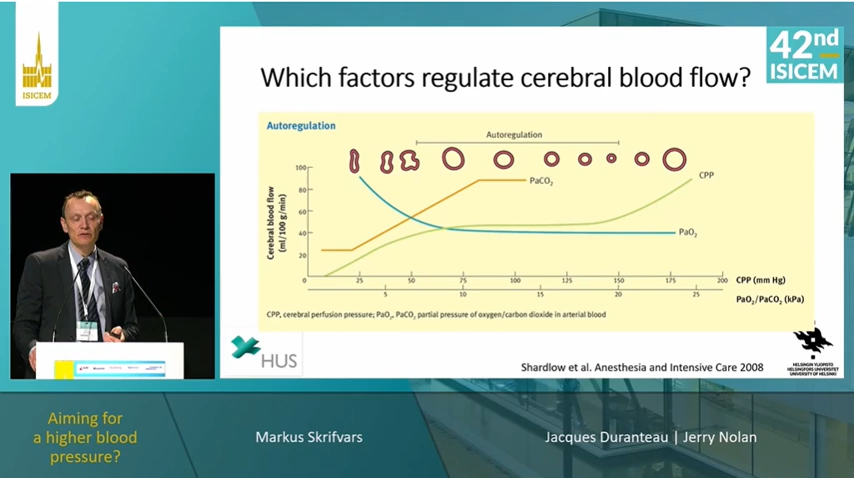 ISICEM
42nd
ISICEM
Which factors regulate cerebral blood flow?
Autoregulation
Autoregulation
Cerebral blood flow
(ml/100 g/min)
100
80
60
40
20
0
PaCO2
CPP
PaO2
25 50 75 100 125 150 175 200 CPP (mm Hg)
5 10 15 20 25 PaO2/PaCO2 (kPa)
CPP, cerebral perfusion pressure; PaO2, PaCO2 partial pressure of oxygen/carbon dioxide in arterial blood
HUS
Shardlow et al. Anesthesia and Intensive Care 2008
HELSINGIN YLIOPISTO
HELSINGFORS UNIVERSITET
UNIVERSITY OF HELSINKI
Aiming for
a higher blood
pressure?
Markus Skrifvars
Jacques Duranteau | Jerry Nolan